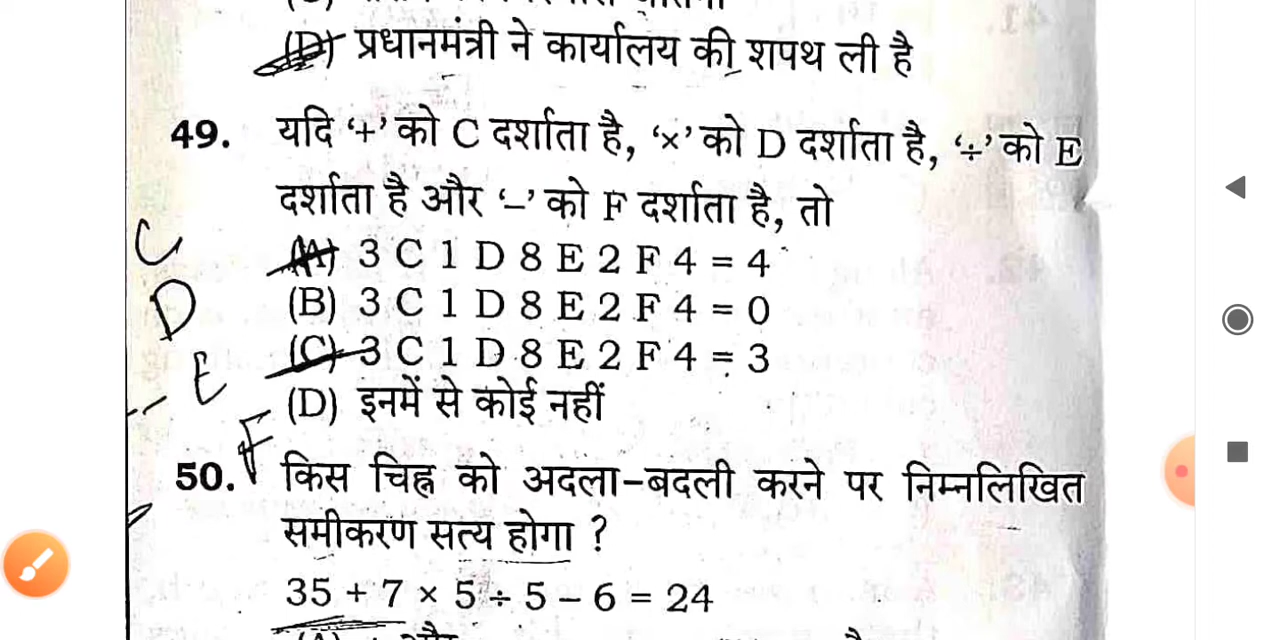 (D) प्रधानमंत्री ने कार्यालय की शपथ ली है
49. यदि ‘+’ को C दर्शाता है, ‘×’ को D दर्शाता है, ‘÷’ को E
दर्शाता है और ‘–’ को F दर्शाता है, तो
(A) 3 C 1 D 8 E 2 F 4 = 4
(B) 3 C 1 D 8 E 2 F 4 = 0
(C) 3 C 1 D 8 E 2 F 4 = 3
(D) इनमें से कोई नहीं
C
D
E
F
50. किस चिह्न को अदला-बदली करने पर निम्नलिखित
समीकरण सत्य होगा ?
35 + 7 × 5 ÷ 5 – 6 = 24